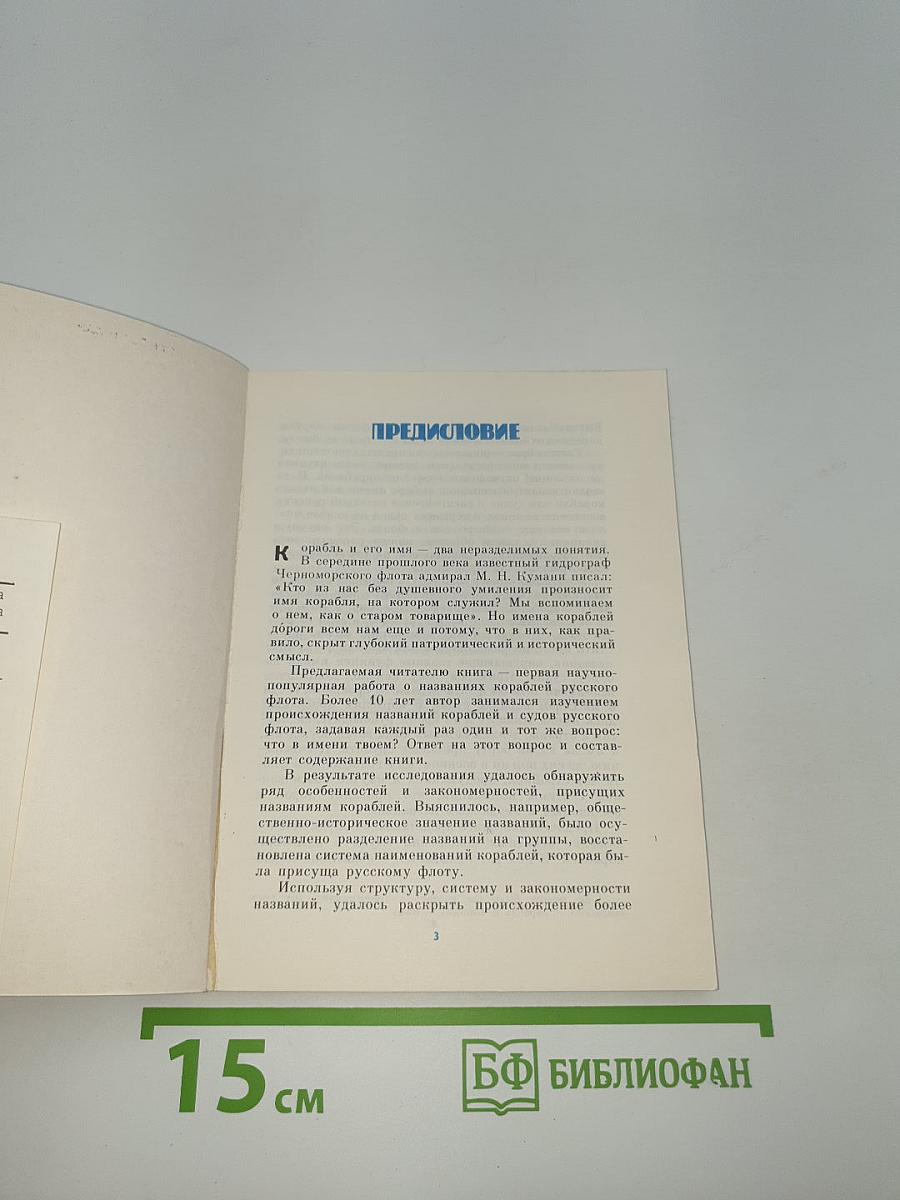 ПРЕДИСЛОВИЕ
Корабль и его имя — два неразделимых понятия.
В середине прошлого века известный гидрограф
Черноморского флота адмирал М. Н. Кумани писал:
«Кто из нас без душевного умиления произносит
имя корабля, на котором служил? Мы вспоминаем
о нем, как о старом товарище». Но имена кораблей
до́роги всем нам еще и потому, что в них, как пра-
вило, скрыт глубокий патриотический и исторический
смысл.
Предлагаемая читателю книга — первая научно-
популярная работа о названиях кораблей русского
флота. Более 10 лет автор занимался изучением
происхождения названий кораблей и судов русского
флота, задавая каждый раз один и тот же вопрос:
что в имени твоем? Ответ на этот вопрос и состав-
ляет содержание книги.
В результате исследования удалось обнаружить
ряд особенностей и закономерностей, присущих
названиям кораблей. Выяснилось, например, обще-
ственно-историческое значение названий, было осу-
ществлено разделение названий на группы, восста-
новлена система наименований кораблей, которая бы-
ла присуща русскому флоту.
Используя структуру, систему и закономерности
названий, удалось раскрыть происхождение более
3
а
а
15 см
БФ БИБЛИОФАН